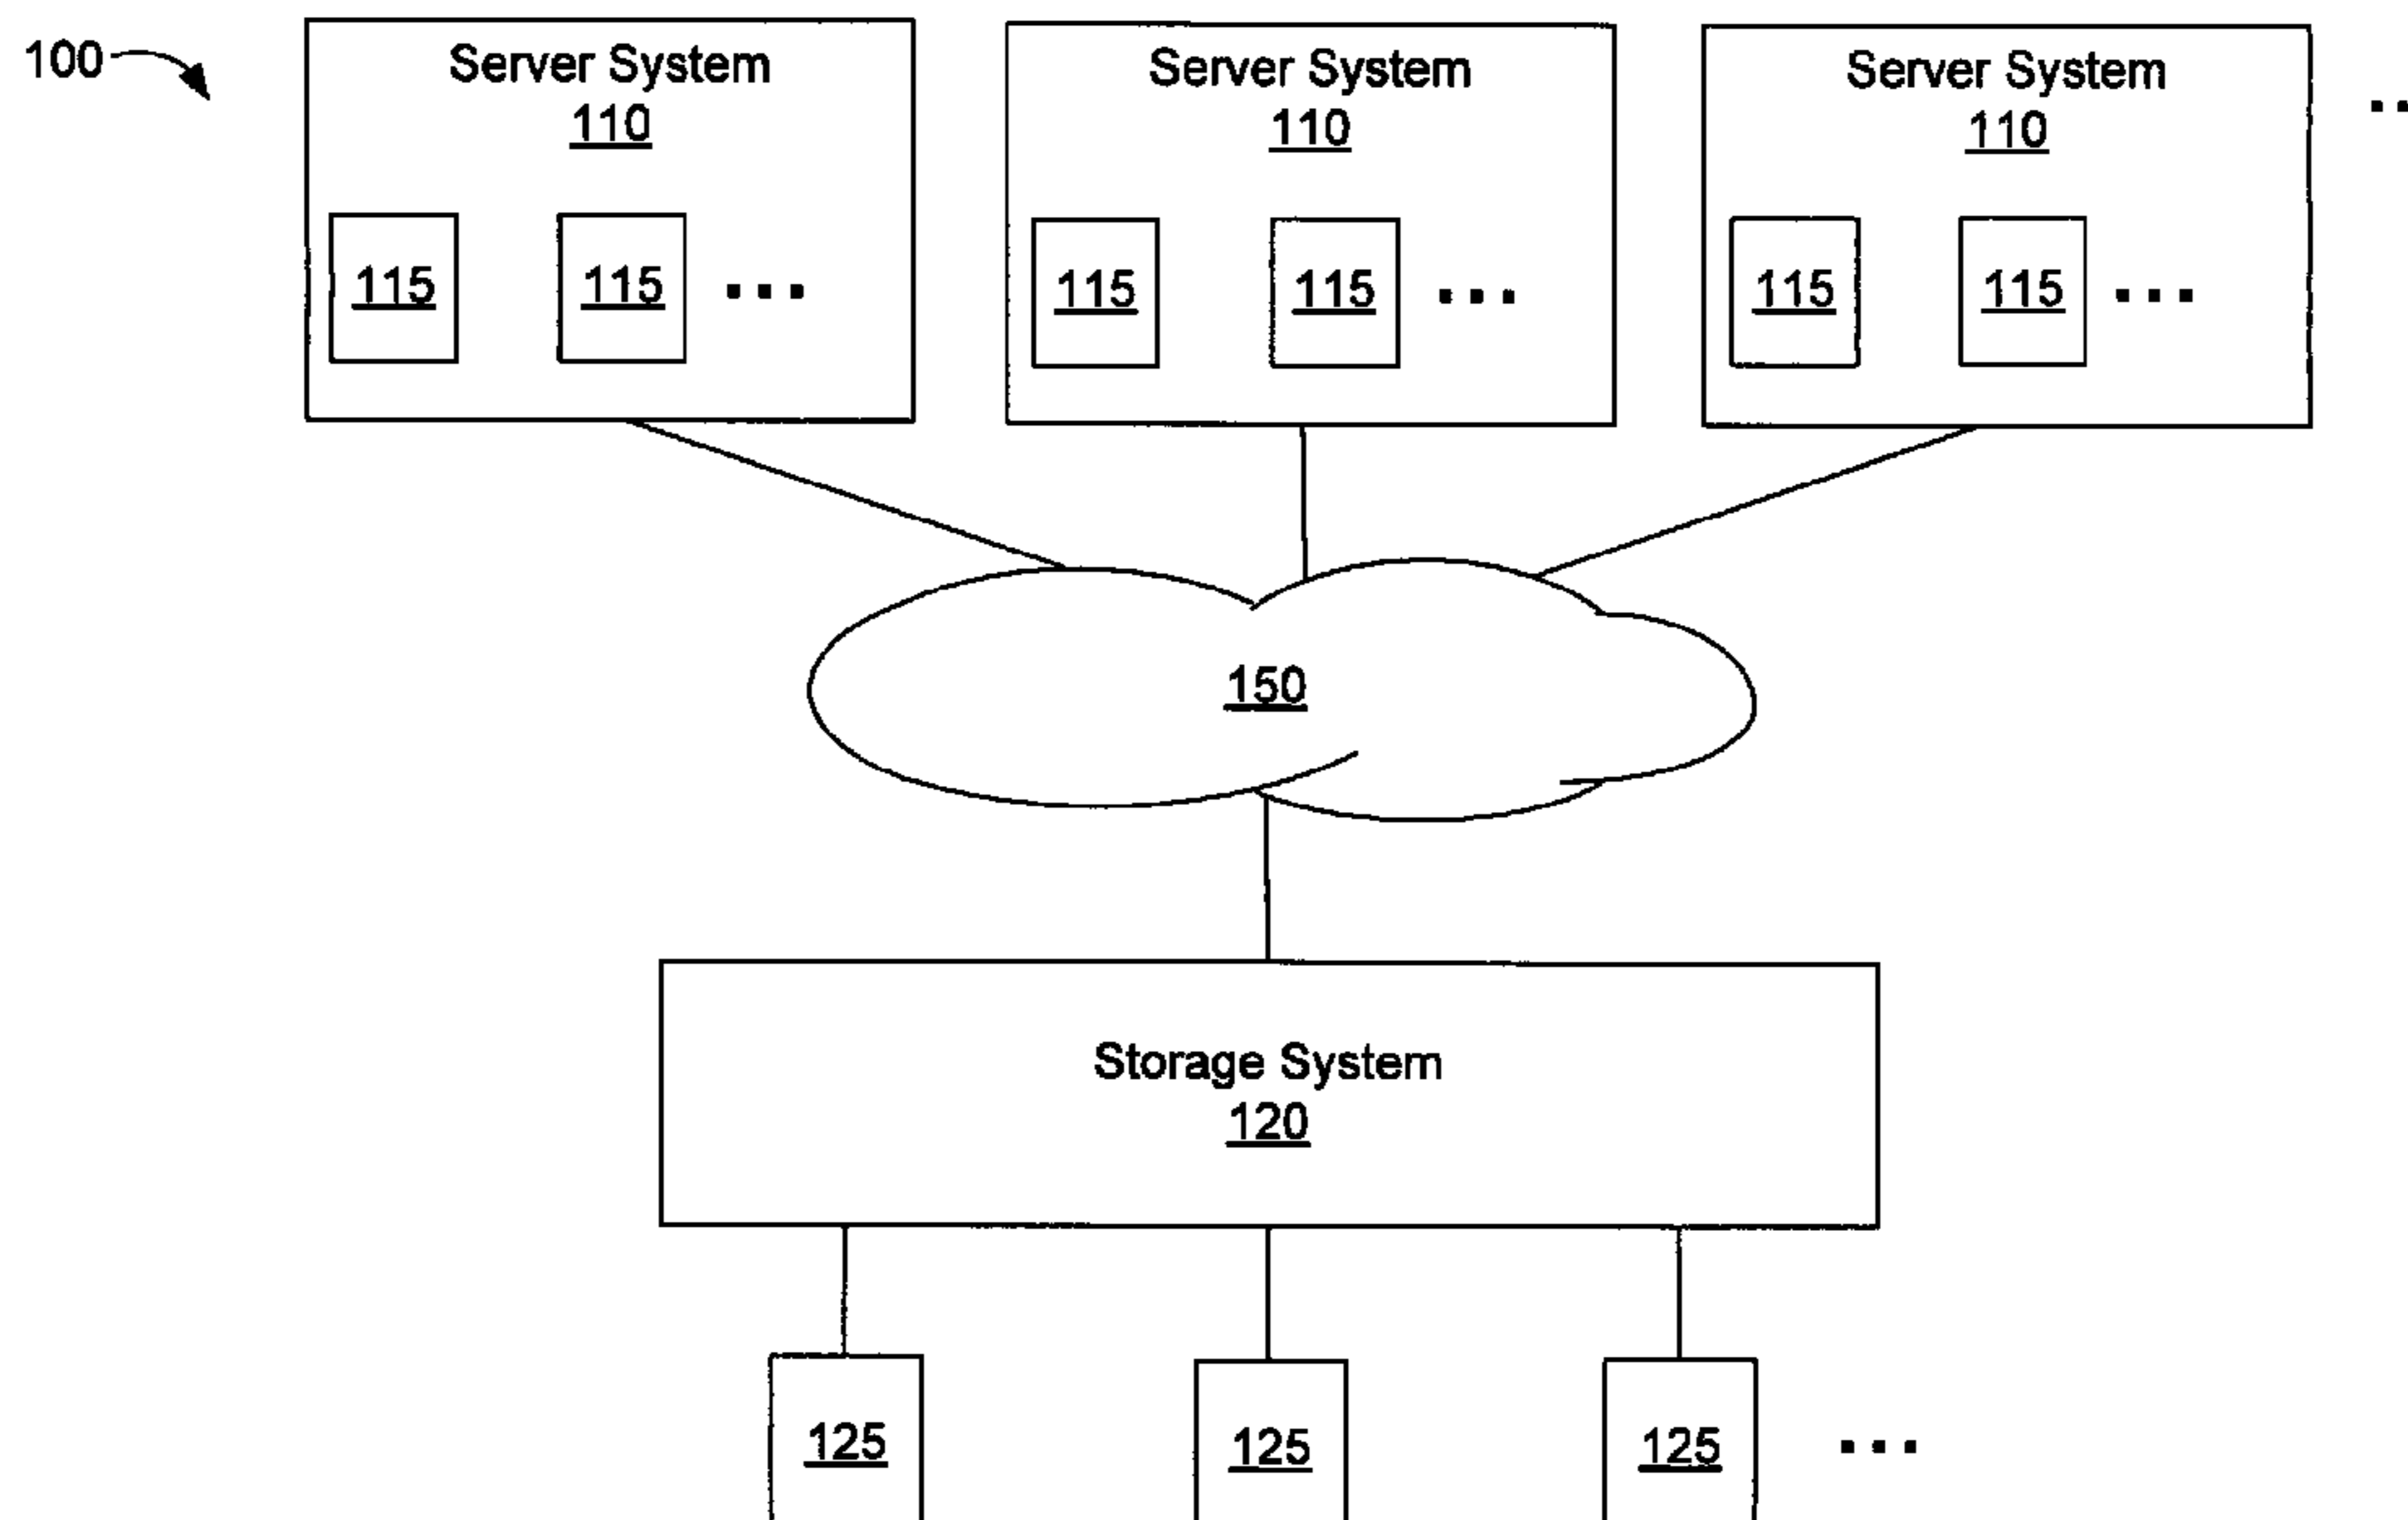 100
Server System
110
115 115 ...
Server System
110
115 115 ...
Server System
110
115 115 ...
..
150
Storage System
120
125 125 125 ...